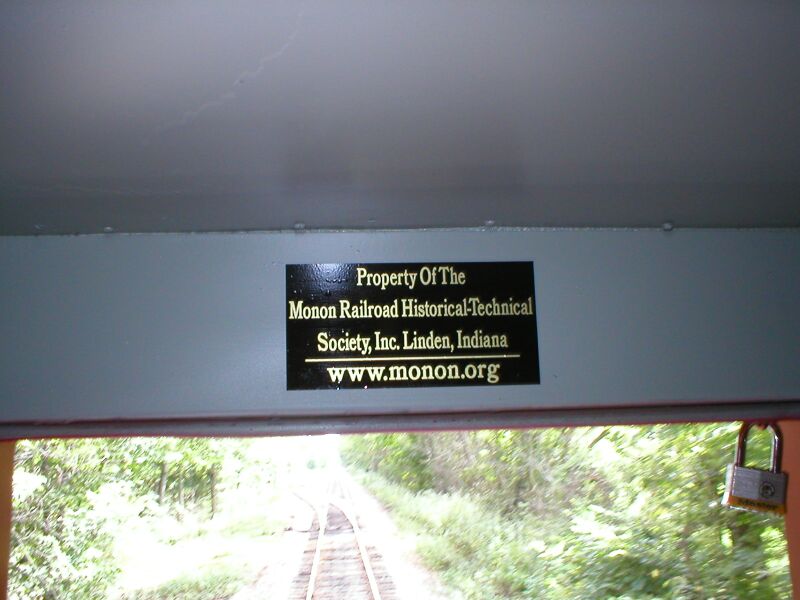 Property Of The
Monon Railroad Historical-Technical
Society, Inc. Linden, Indiana
www.monon.org